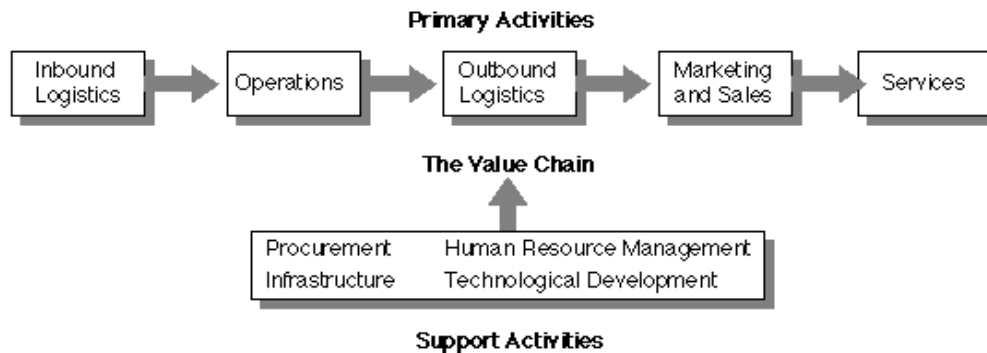 Primary Activities
Inbound
Logistics
Operations
Outbound
Logistics
Marketing
and Sales
Services
The Value Chain
Procurement Human Resource Management
Infrastructure Technological Development
Support Activities